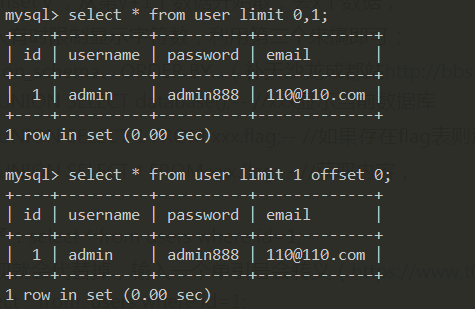 mysql> select * from user limit 0,1;
+----+----------+----------+-------------+
| id | username | password | email       |
+----+----------+----------+-------------+
|  1 | admin    | admin888 | 110@110.com |
+----+----------+----------+-------------+
1 row in set (0.00 sec)
mysql> select * from user limit 1 offset 0;
+----+----------+----------+-------------+
| id | username | password | email       |
+----+----------+----------+-------------+
|  1 | admin    | admin888 | 110@110.com |
+----+----------+----------+-------------+
1 row in set (0.00 sec)